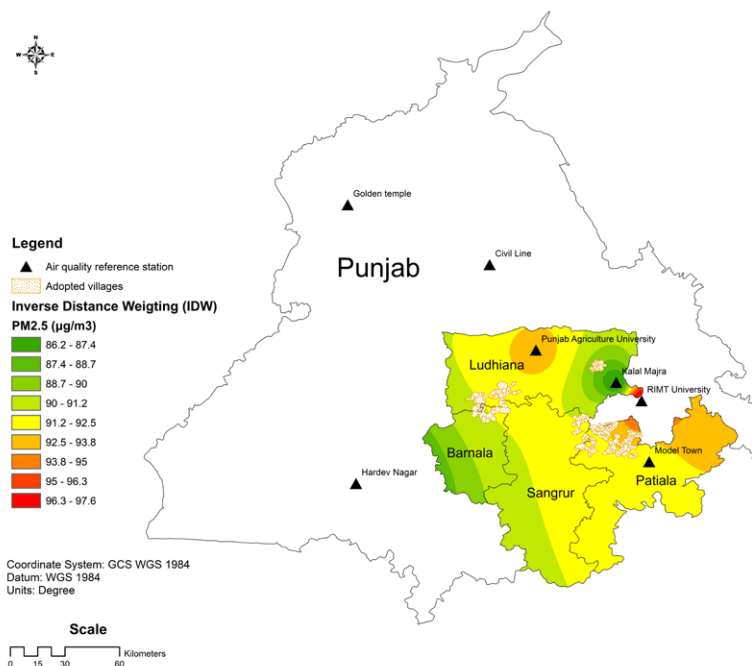 N
W E
S
Golden temple
Civil Line
Punjab
Legend
Air quality reference station
Adopted villages
Inverse Distance Weigting (IDW)
PM2.5 (µg/m3)
86.2 - 87.4
87.4 - 88.7
88.7 - 90
90 - 91.2
91.2 - 92.5
92.5 - 93.8
93.8 - 95
95 - 96.3
96.3 - 97.6
Punjab Agriculture University
Ludhiana
Kalal Majra
RIMT University
Barnala
Model Town
Hardev Nagar
Sangrur
Patiala
Coordinate System: GCS WGS 1984
Datum: WGS 1984
Units: Degree
Scale
Kilometers
0 15 30 60